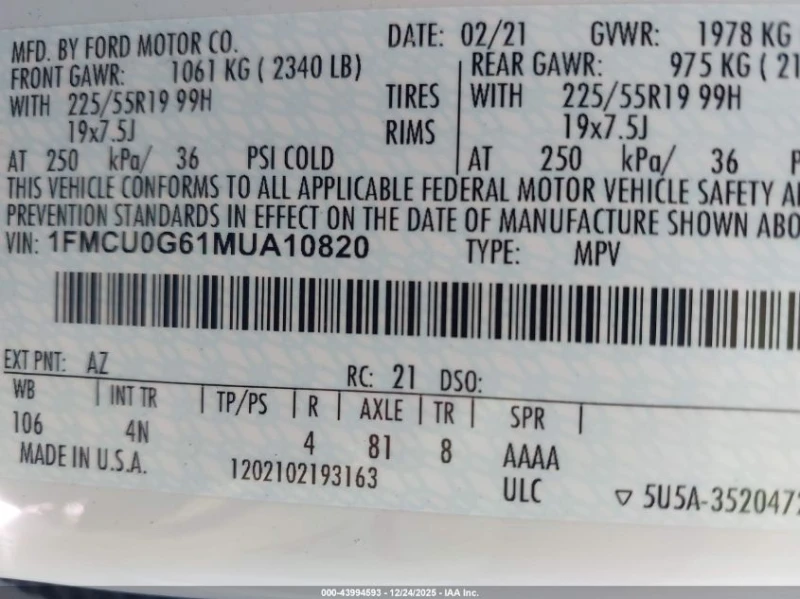 MFD. BY FORD MOTOR CO. DATE: 02/21 GVWR: 1978 KG
FRONT GAWR: 1061 KG ( 2340 LB) REAR GAWR: 975 KG (
WITH 225/55R19 99H TIRES WITH 225/55R19 99H
19x7.5J RIMS 19x7.5J
AT 250 kPa/ 36 PSI COLD AT 250 kPa/ 36
THIS VEHICLE CONFORMS TO ALL APPLICABLE FEDERAL MOTOR VEHICLE SAFETY
PREVENTION STANDARDS IN EFFECT ON THE DATE OF MANUFACTURE SHOWN
VIN: 1FMCU0G61MUA10820 TYPE: MPV
EXT PNT: AZ RC: 21 DSO:
WB INT TR TP/PS R AXLE TR SPR
106 4N 4 81 8 AAAA
MADE IN U.S.A. 1202102193163 ULC 5U5A-352047
000-43994593 - 12/24/2025 - IAA Inc.